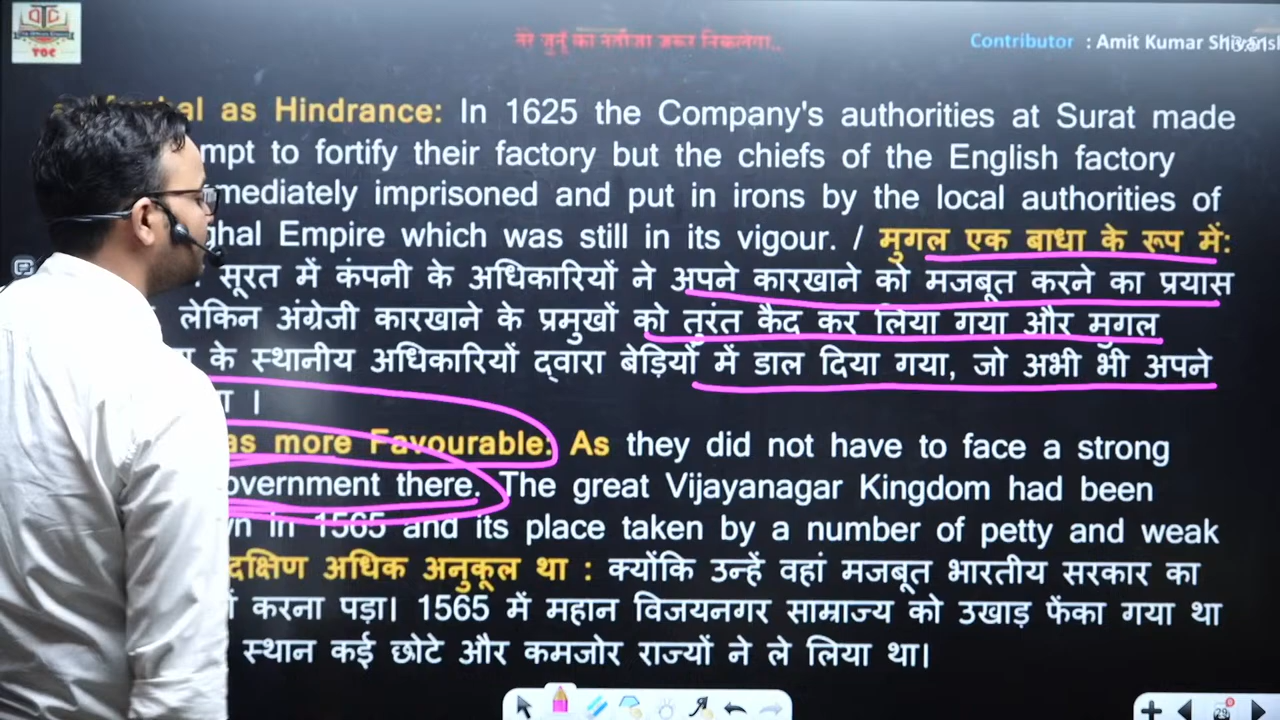 TOC
तेरे जुनूँ का नतीजा जरूर निकलेगा..
Contributor : Amit Kumar
as Hindrance: In 1625 the Company's authorities at Surat made
to fortify their factory but the chiefs of the English factory
imprisoned and put in irons by the local authorities of
Empire which was still in its vigour. / मुगल एक बाधा के रूप में:
सूरत में कंपनी के अधिकारियों ने अपने कारखाने को मजबूत करने का प्रयास
लेकिन अंग्रेजी कारखाने के प्रमुखों को तुरंत कैद कर लिया गया और मुगल
के स्थानीय अधिकारियों द्वारा बेड़ियों में डाल दिया गया, जो अभी भी अपने
।
as more Favourable: As they did not have to face a strong
there. The great Vijayanagar Kingdom had been
in 1565 and its place taken by a number of petty and weak
दक्षिण अधिक अनुकूल था : क्योंकि उन्हें वहां मजबूत भारतीय सरकार का
करना पड़ा। 1565 में महान विजयनगर साम्राज्य को उखाड़ फेंका गया था
स्थान कई छोटे और कमजोर राज्यों ने ले लिया था।
29